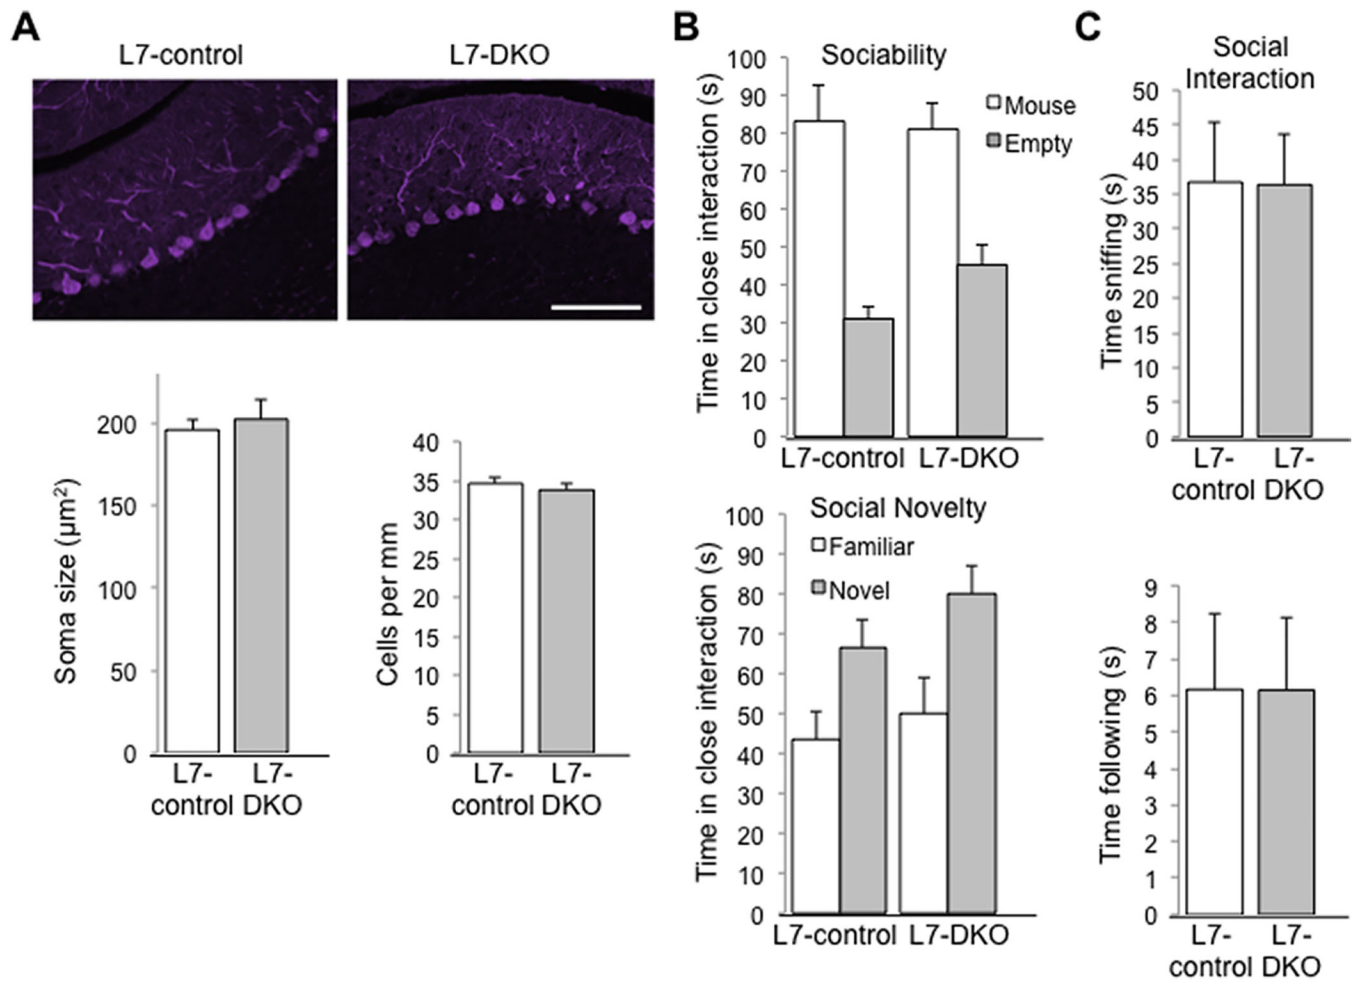 A
L7-control
L7-DKO
Soma size (µm²)
200
150
100
50
0
L7-
control
L7-
DKO
Cells per mm
40
35
30
25
20
15
10
5
0
L7-
control
L7-
DKO
B
Sociability
Time in close interaction (s)
100
90
80
70
60
50
40
30
20
10
0
Mouse
Empty
L7-control
L7-DKO
Social Novelty
Familiar
Novel
Time in close interaction (s)
100
90
80
70
60
50
40
30
20
10
0
L7-control
L7-DKO
C
Social
Interaction
Time sniffing (s)
50
45
40
35
30
25
20
15
10
5
0
L7-
control
L7-
DKO
Time following (s)
9
8
7
6
5
4
3
2
1
0
L7-
control
L7-
DKO